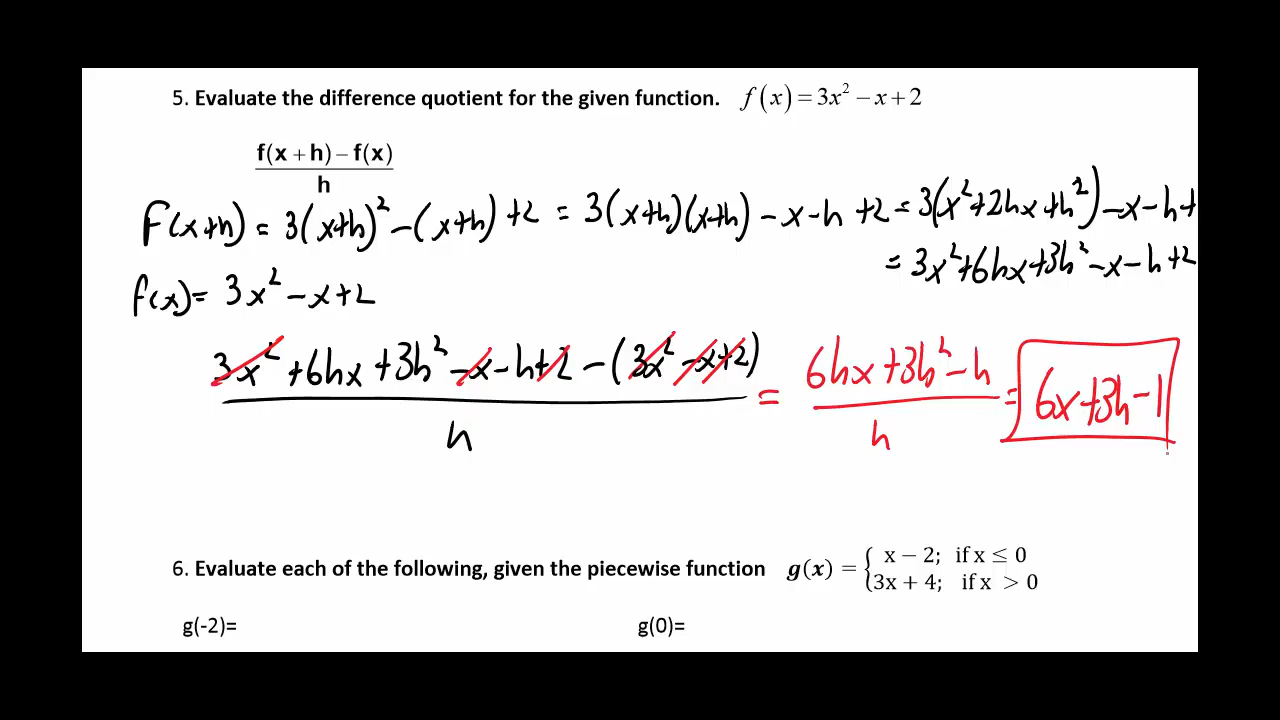 5. Evaluate the difference quotient for the given function. f(x) = 3x² − x + 2
f(x + h) − f(x)
h
f(x+h) = 3(x+h)² − (x+h) + 2 = 3(x+h)(x+h) − x − h + 2 = 3(x² + 2hx + h²) − x − h +
= 3x² + 6hx + 3h² − x − h + 2
f(x) = 3x² − x + 2
3x² + 6hx + 3h² − x − h + 2 − (3x² − x + 2)
h
= 6hx + 3h² − h
h
= 6x + 3h − 1
6. Evaluate each of the following, given the piecewise function g(x) = { x − 2; if x ≤ 0
3x + 4; if x > 0
g(-2)= g(0)=